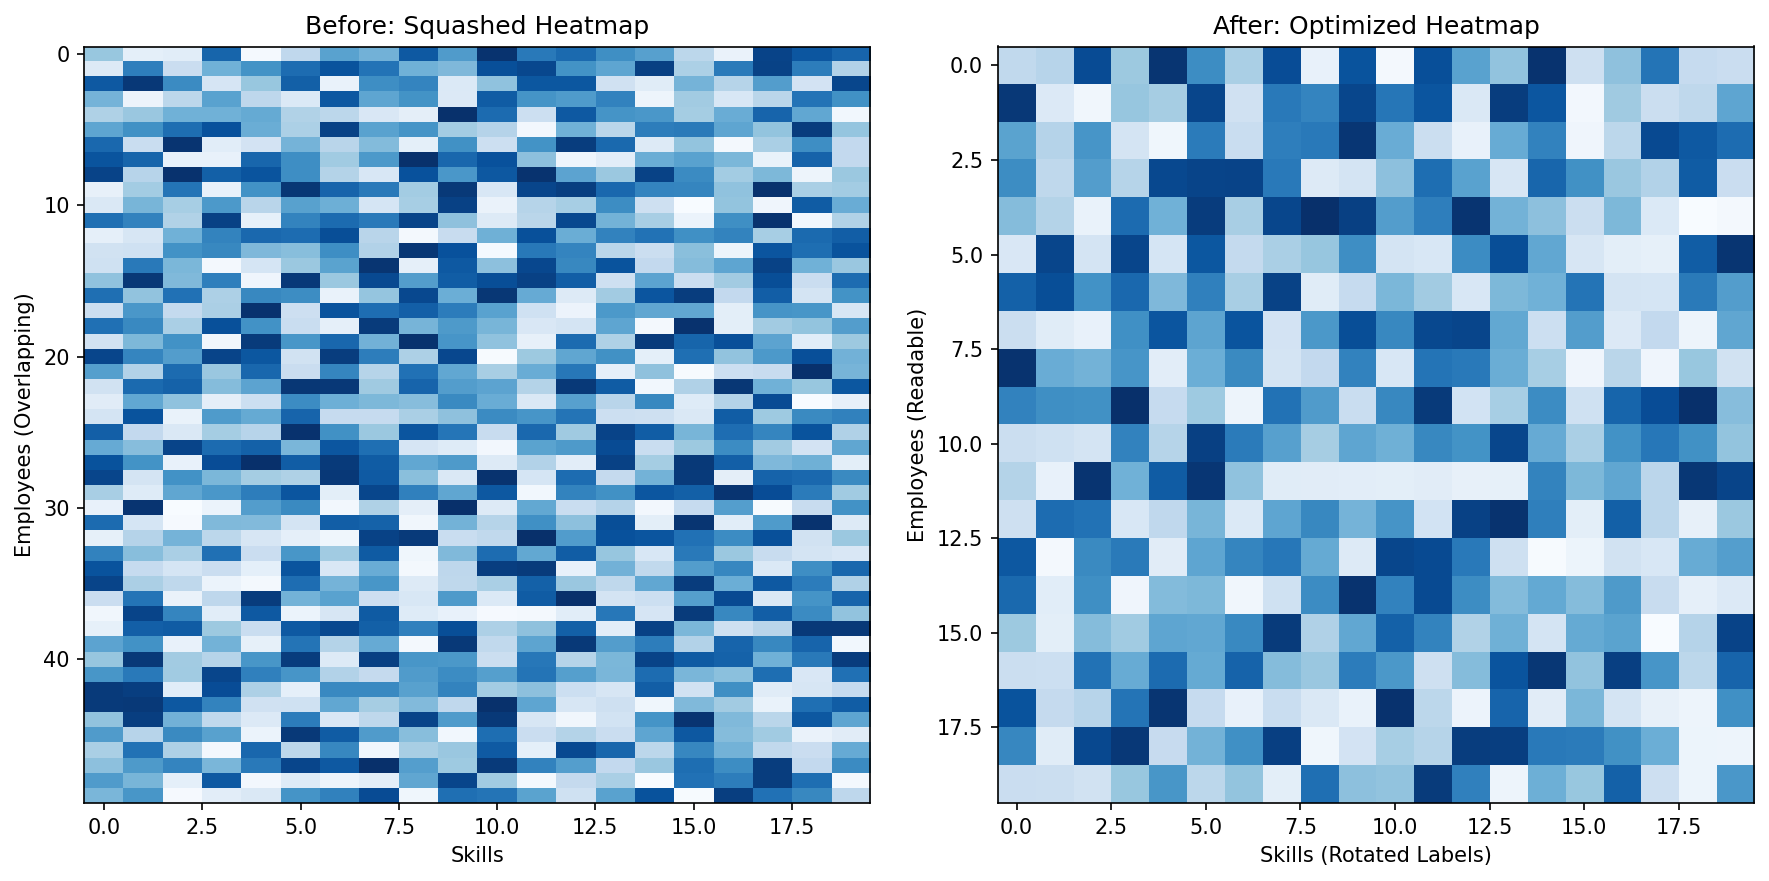 Before: Squashed Heatmap
0
10
20
30
40
Employees (Overlapping)
0.0 2.5 5.0 7.5 10.0 12.5 15.0 17.5
Skills
After: Optimized Heatmap
0.0
2.5
5.0
7.5
10.0
12.5
15.0
17.5
Employees (Readable)
0.0 2.5 5.0 7.5 10.0 12.5 15.0 17.5
Skills (Rotated Labels)